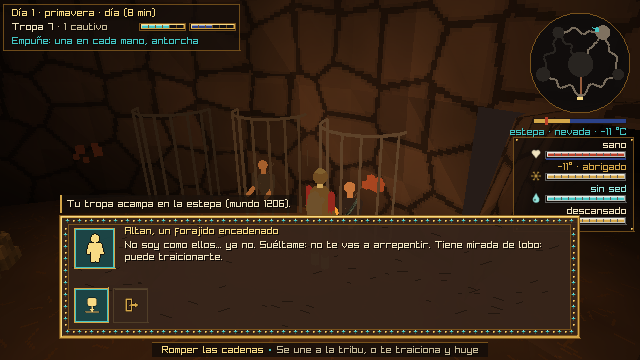 Día 1 · primavera · día (8 min)
Tropa 7 · 1 cautivo
Empuñe: una en cada mano, antorcha
estepa · nevada · -11 °C
sano
-11° · abrigado
sin sed
descansado
Tu tropa acampa en la estepa (mundo 1206).
Altan, un forajido encadenado
No soy como ellos... ya no. Suéltame: no te vas a arrepentir. Tiene mirada de lobo:
puede traicionarte.
Romper las cadenas · Se une a la tribu, o te traiciona y huye